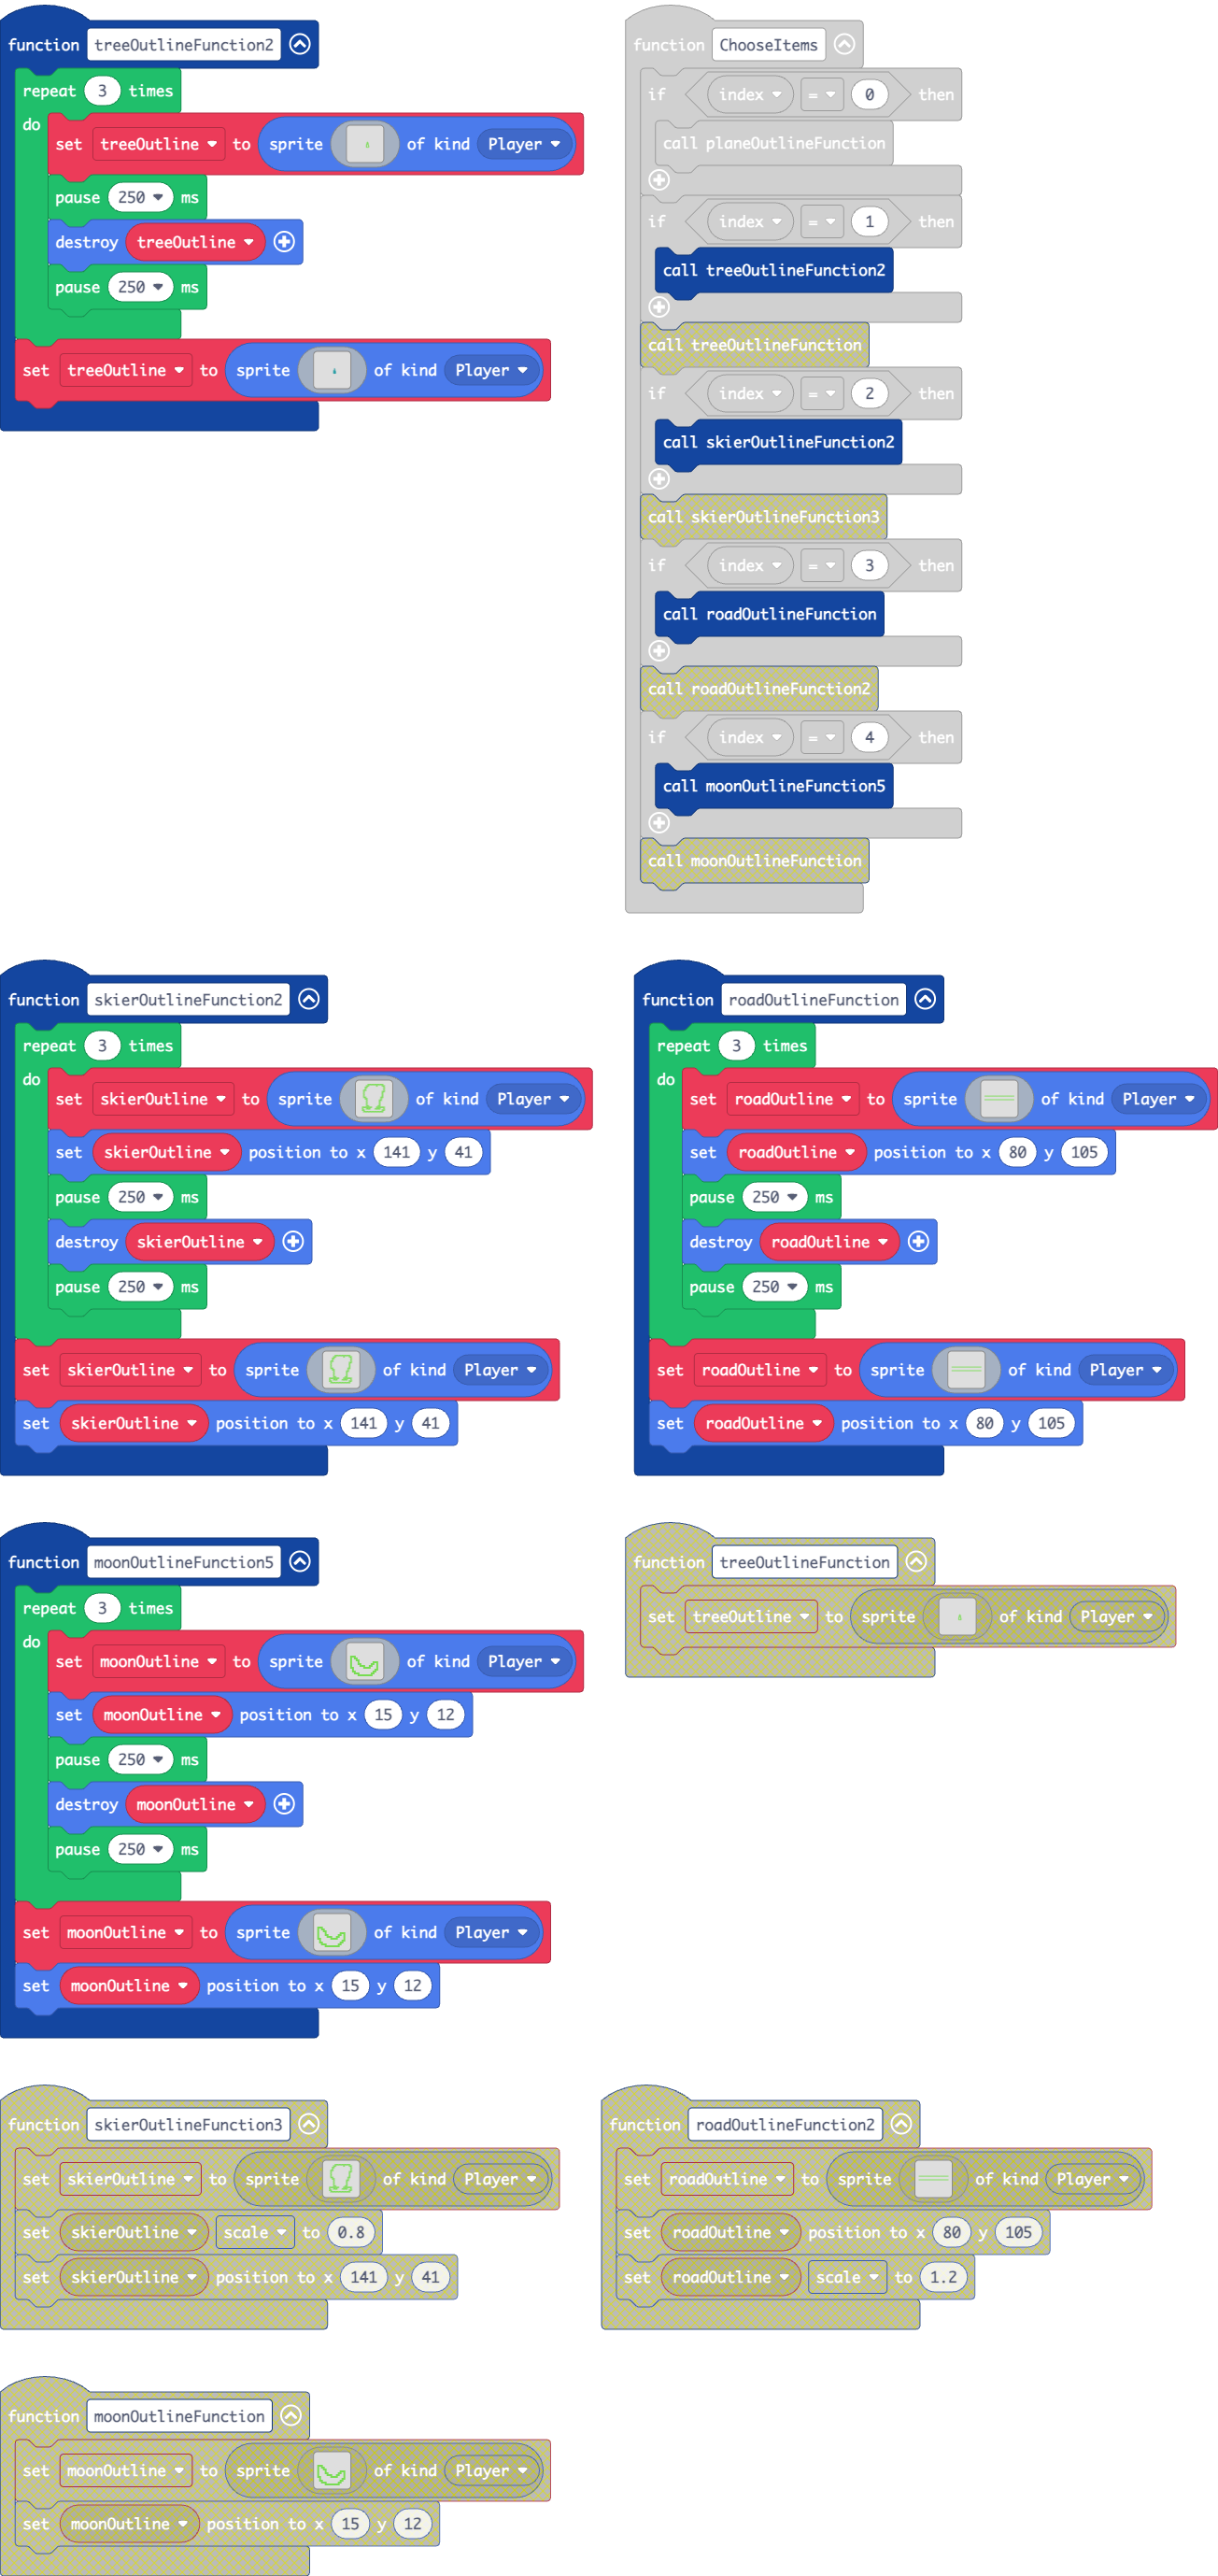 function treeOutlineFunction2
repeat 3 times
do
set treeOutline to sprite of kind Player
pause 250 ms
destroy treeOutline
pause 250 ms
set treeOutline to sprite of kind Player
function ChooseItems
if index = 0 then
call planeOutlineFunction
if index = 1 then
call treeOutlineFunction2
call treeOutlineFunction
if index = 2 then
call skierOutlineFunction2
call skierOutlineFunction3
if index = 3 then
call roadOutlineFunction
call roadOutlineFunction2
if index = 4 then
call moonOutlineFunction5
call moonOutlineFunction
function skierOutlineFunction2
repeat 3 times
do
set skierOutline to sprite of kind Player
set skierOutline position to x 141 y 41
pause 250 ms
destroy skierOutline
pause 250 ms
set skierOutline to sprite of kind Player
set skierOutline position to x 141 y 41
function roadOutlineFunction
repeat 3 times
do
set roadOutline to sprite of kind Player
set roadOutline position to x 80 y 105
pause 250 ms
destroy roadOutline
pause 250 ms
set roadOutline to sprite of kind Player
set roadOutline position to x 80 y 105
function moonOutlineFunction5
repeat 3 times
do
set moonOutline to sprite of kind Player
set moonOutline position to x 15 y 12
pause 250 ms
destroy moonOutline
pause 250 ms
set moonOutline to sprite of kind Player
set moonOutline position to x 15 y 12
function treeOutlineFunction
set treeOutline to sprite of kind Player
function skierOutlineFunction3
set skierOutline to sprite of kind Player
set skierOutline scale to 0.8
set skierOutline position to x 141 y 41
function roadOutlineFunction2
set roadOutline to sprite of kind Player
set roadOutline position to x 80 y 105
set roadOutline scale to 1.2
function moonOutlineFunction
set moonOutline to sprite of kind Player
set moonOutline position to x 15 y 12